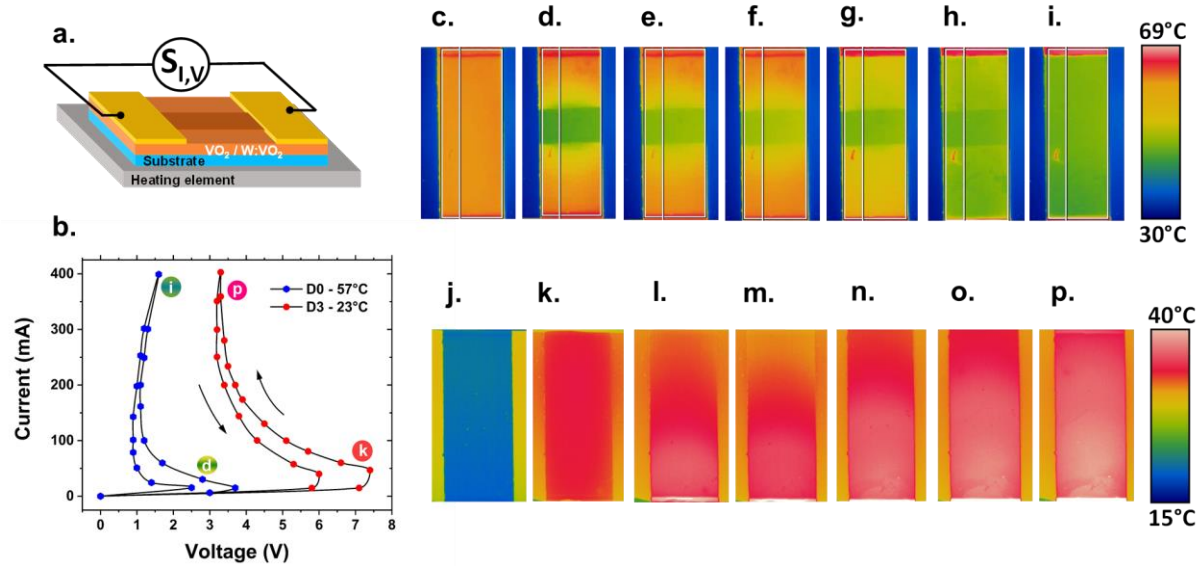 a.
S I,V
VO₂ / W:VO₂
Substrate
Heating element
b.
Current (mA)
400
300
200
100
0
i
p
D0 - 57°C
D3 - 23°C
d
k
0 1 2 3 4 5 6 7 8
Voltage (V)
c. d. e. f. g. h. i.
69°C
30°C
j. k. l. m. n. o. p.
40°C
15°C